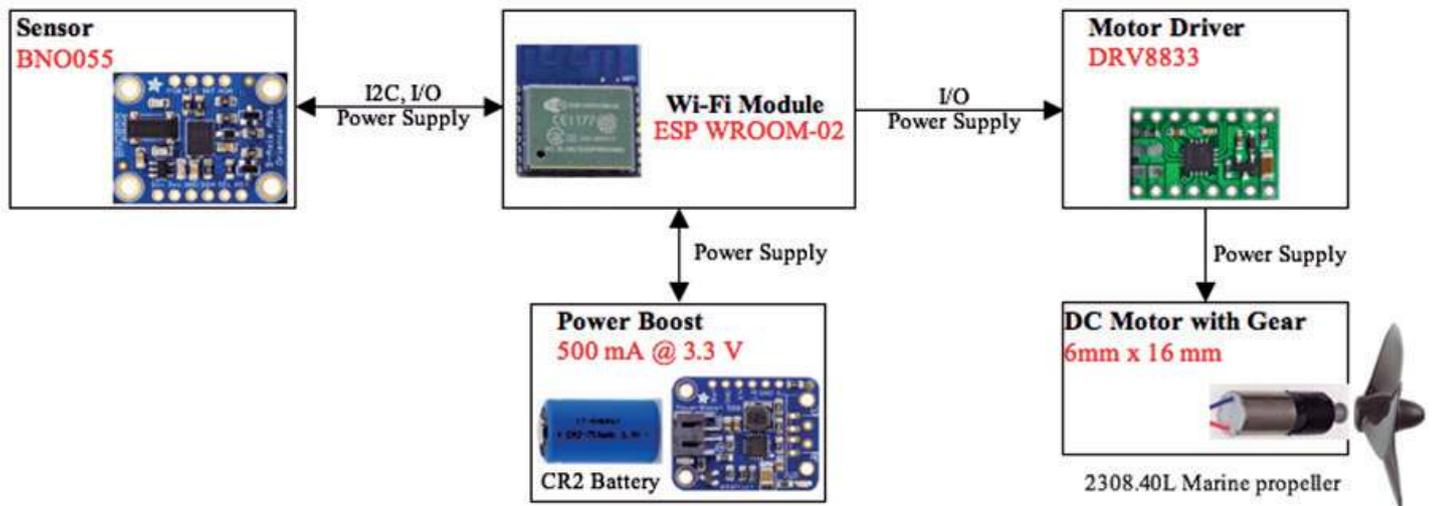 Sensor
BNO055
I2C, I/O
Power Supply
Wi-Fi Module
ESP WROOM-02
CE1177
I/O
Power Supply
Motor Driver
DRV8833
Power Supply
Power Supply
Power Boost
500 mA @ 3.3 V
CR2 Battery
DC Motor with Gear
6mm x 16 mm
2308.40L Marine propeller